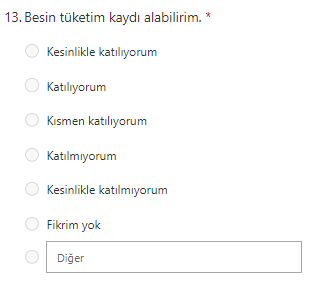 13. Besin tüketim kaydı alabilirim. *
Kesinlikle katılıyorum
Katılıyorum
Kısmen katılıyorum
Katılmıyorum
Kesinlikle katılmıyorum
Fikrim yok
Diğer